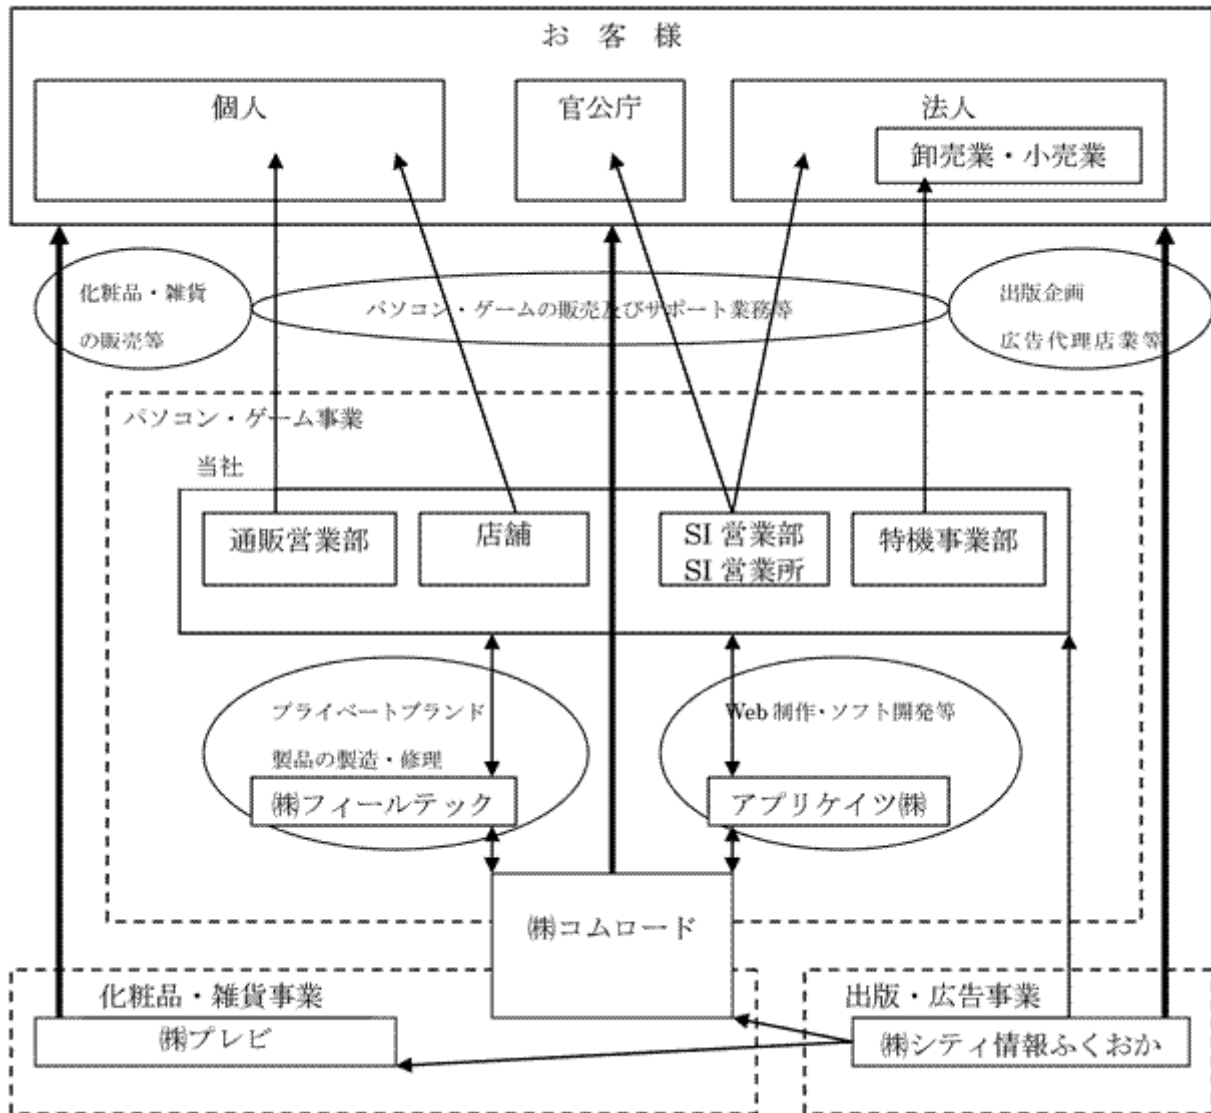 お 客 様
個人
官公庁
法人
卸売業・小売業
化粧品・雑貨
の販売等
パソコン・ゲームの販売及びサポート業務等
出版企画
広告代理店業等
パソコン・ゲーム事業
当社
通販営業部
店舗
SI 営業部
SI 営業所
特機事業部
プライベートブランド
製品の製造・修理
㈱フィールテック
Web 制作・ソフト開発等
アプリケイツ㈱
㈱コムロード
化粧品・雑貨事業
㈱プレビ
出版・広告事業
㈱シティ情報ふくおか